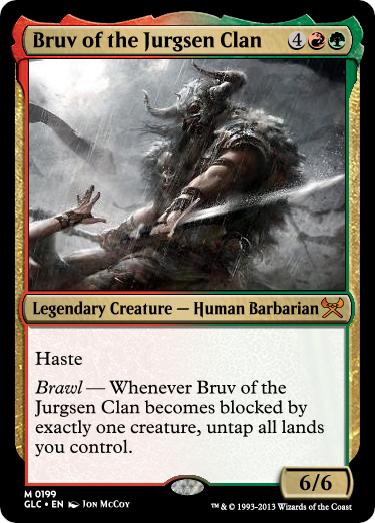 Bruv of the Jurgsen Clan 4
Legendary Creature — Human Barbarian
Haste
Brawl — Whenever Bruv of the
Jurgsen Clan becomes blocked by
exactly one creature, untap all lands
you control.
6/6
M 0199
GLC • EN Jon McCoy
™ & © 1993-2013 Wizards of the Coast